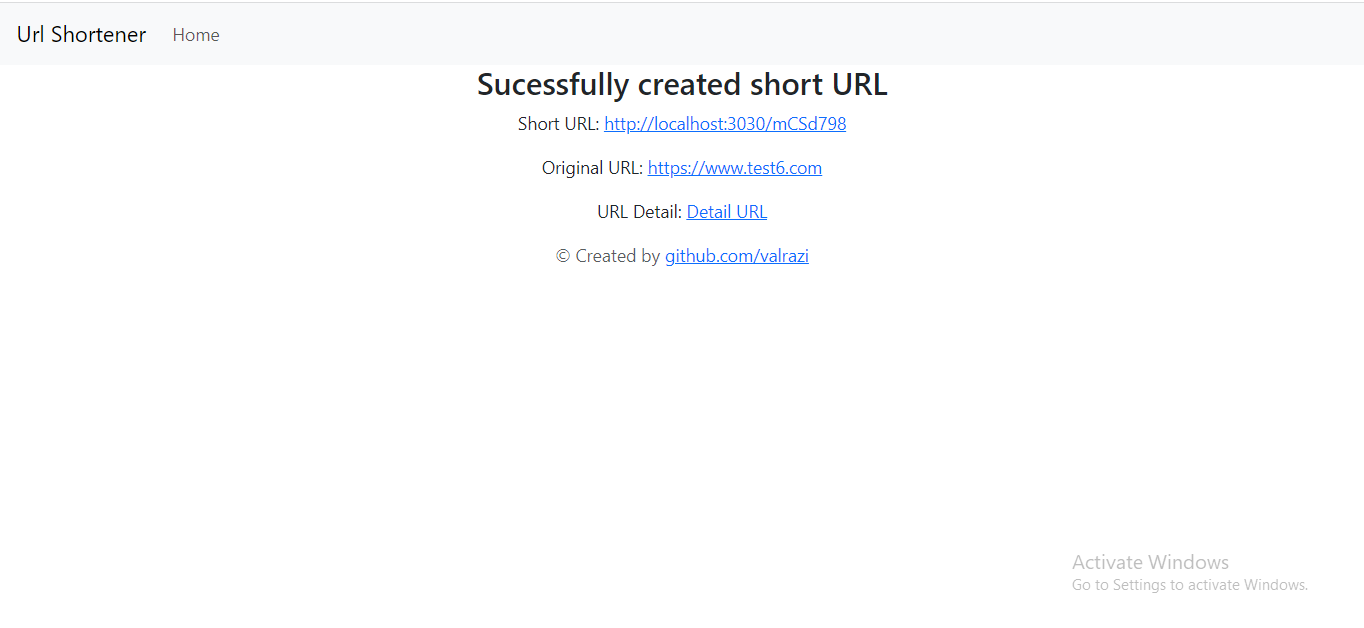 Url Shortener Home
Sucessfully created short URL
Short URL: http://localhost:3030/mCSd798
Original URL: https://www.test6.com
URL Detail: Detail URL
© Created by github.com/valrazi
Activate Windows
Go to Settings to activate Windows.